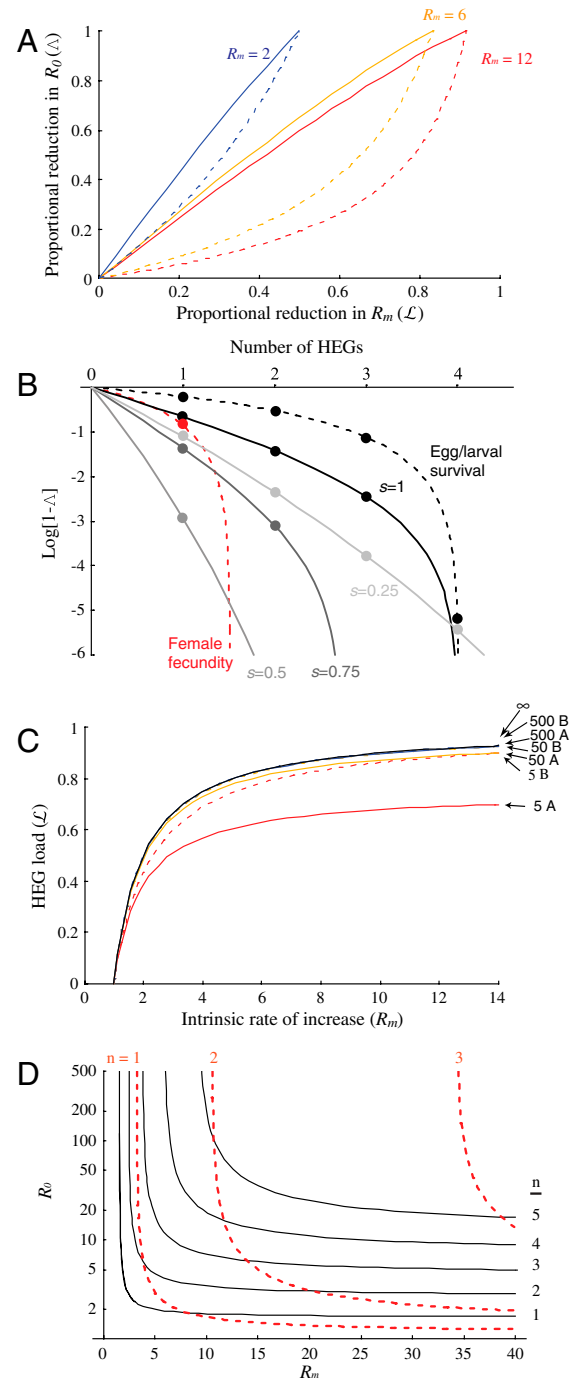 A
Proportional reduction in R₀ (Δ)
1
0.8
0.6
0.4
0.2
0
Rₘ = 2
Rₘ = 6
Rₘ = 12
0
0.2
0.4
0.6
0.8
1
Proportional reduction in Rₘ (ℒ)
B
Number of HEGs
0
1
2
3
4
Log[1-Δ]
-1
-2
-3
-4
-5
-6
Egg/larval
survival
s=1
s=0.25
Female
fecundity
s=0.5
s=0.75
C
HEG load (ℒ)
1
0.8
0.6
0.4
0.2
0
∞
500 B
500 A
50 B
50 A
5 B
5 A
0
2
4
6
8
10
12
14
Intrinsic rate of increase (Rₘ)
D
n = 1
2
3
R₀
500
200
100
50
20
10
5
2
n
5
4
3
2
1
0
5
10
15
20
25
30
35
40
Rₘ